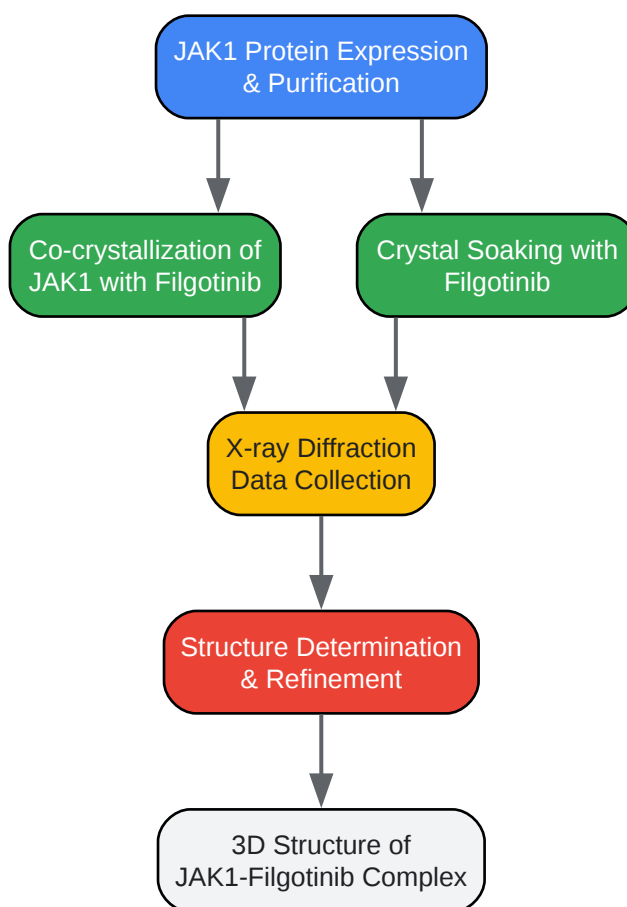 JAK1 Protein Expression
& Purification
Co-crystallization of
JAK1 with Filgotinib
Crystal Soaking with
Filgotinib
X-ray Diffraction
Data Collection
Structure Determination
& Refinement
3D Structure of
JAK1-Filgotinib Complex